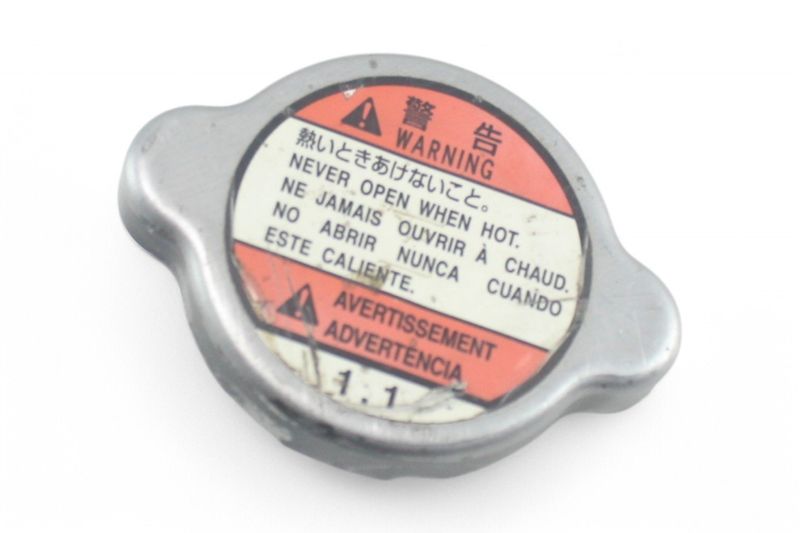 警告
WARNING
熱いときあけないこと。
NEVER OPEN WHEN HOT.
NE JAMAIS OUVRIR À CHAUD.
NO ABRIR NUNCA CUANDO
ESTE CALIENTE.
AVERTISSEMENT
ADVERTENCIA
1.1